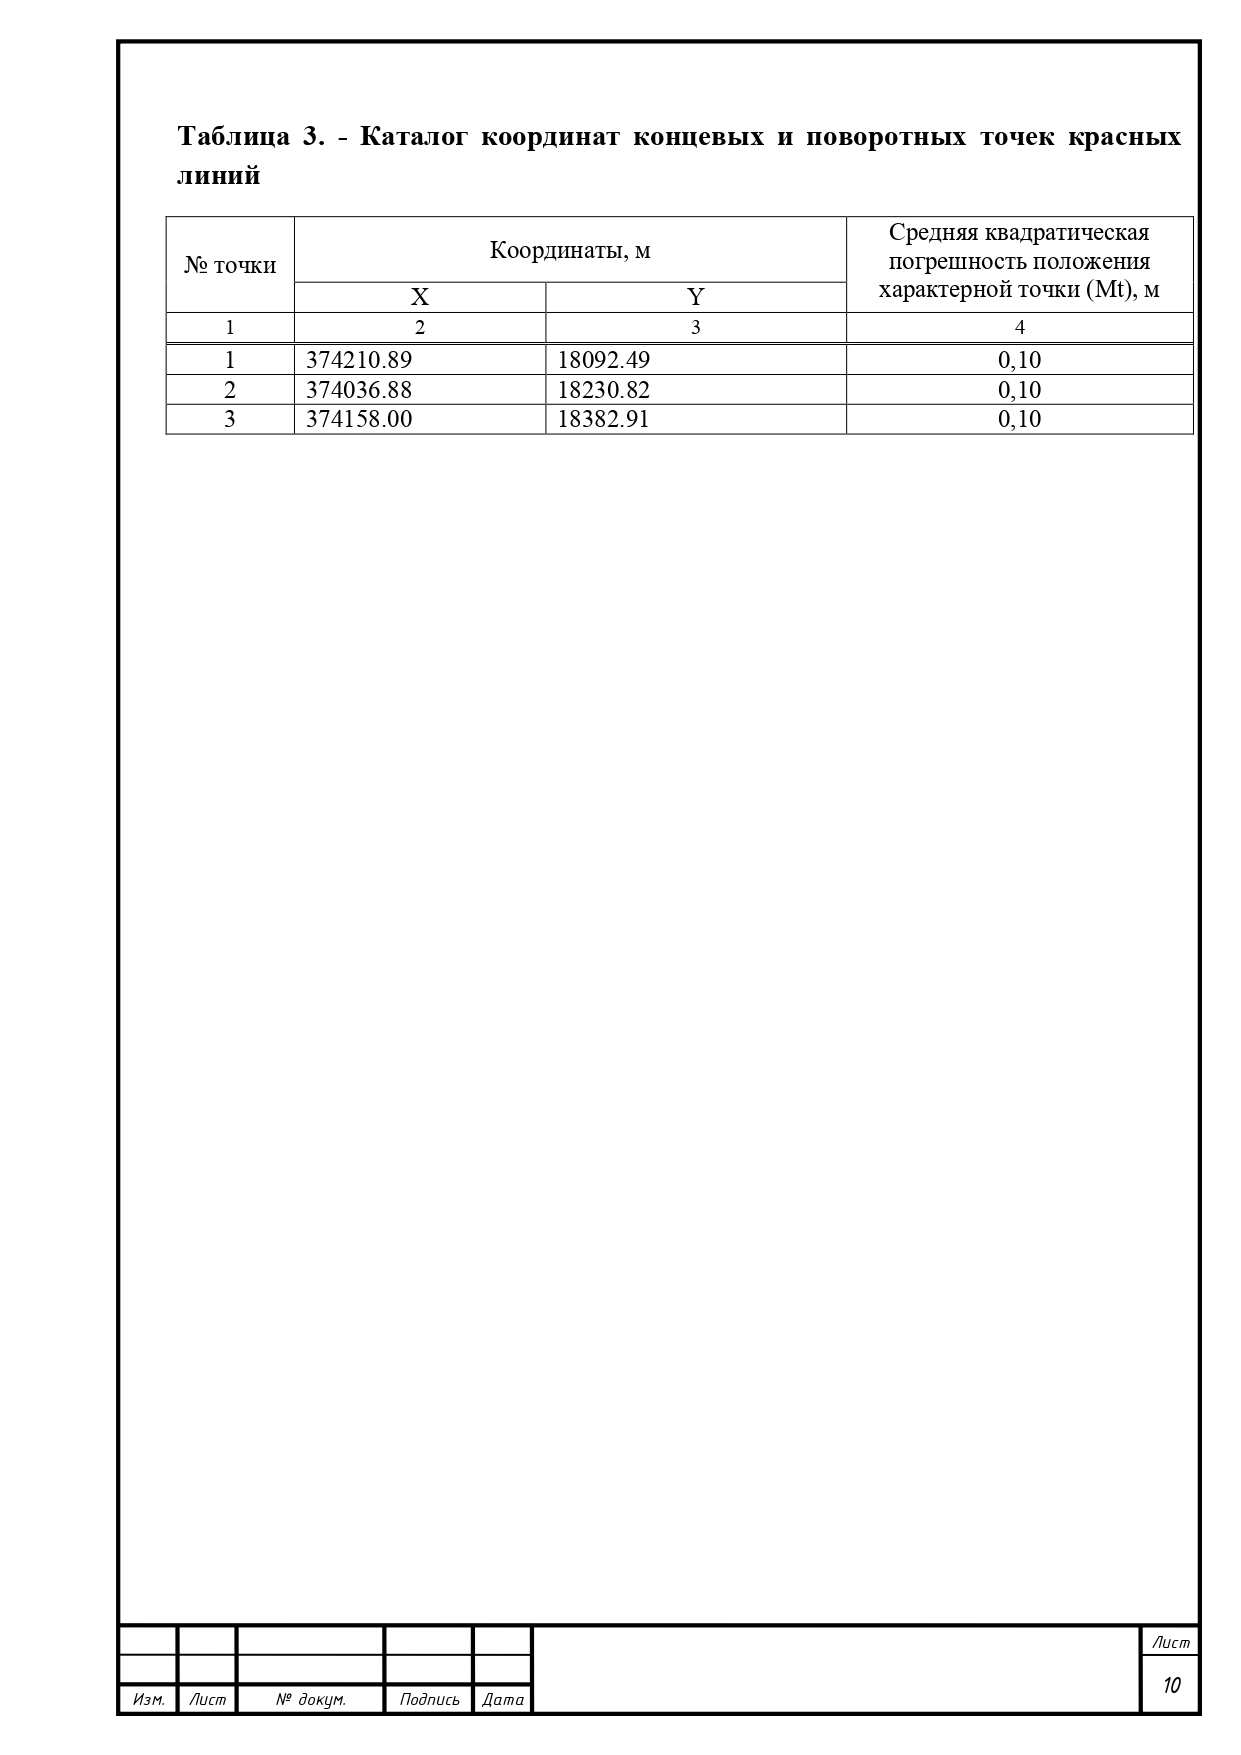 Таблица 3. - Каталог координат концевых и поворотных точек красных
линий
№ точки
Координаты, м
Средняя квадратическая
погрешность положения
характерной точки (Mt), м
X Y
1 2 3 4
1 374210.89 18092.49 0,10
2 374036.88 18230.82 0,10
3 374158.00 18382.91 0,10
Лист
10
Изм. Лист № докум. Подпись Дата